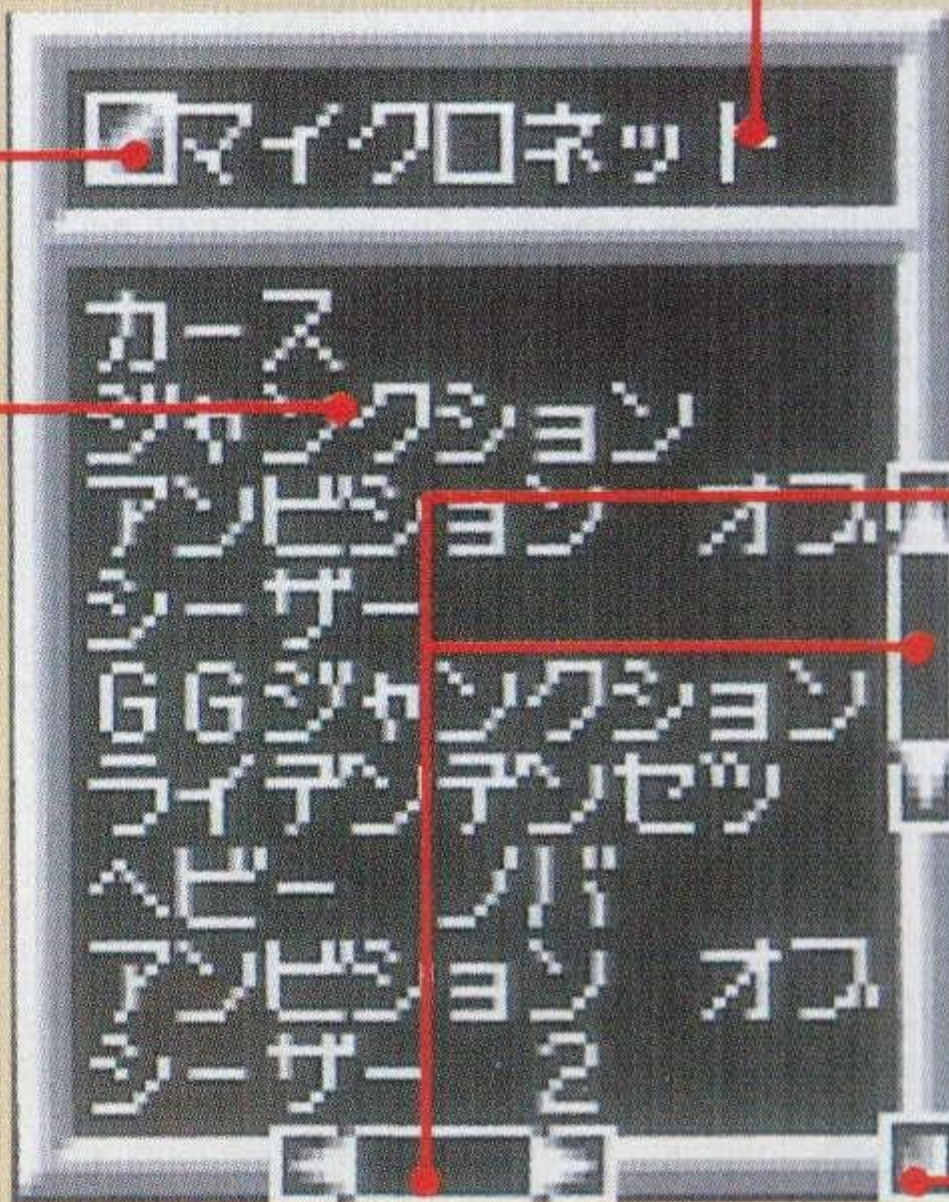 マイクロネット
カース
ジャンクション
アンビション オブ
シーザー
GGジャンクション
ライデンデンセツ
ヘビー ノバ
アンビション オブ
シーザー 2